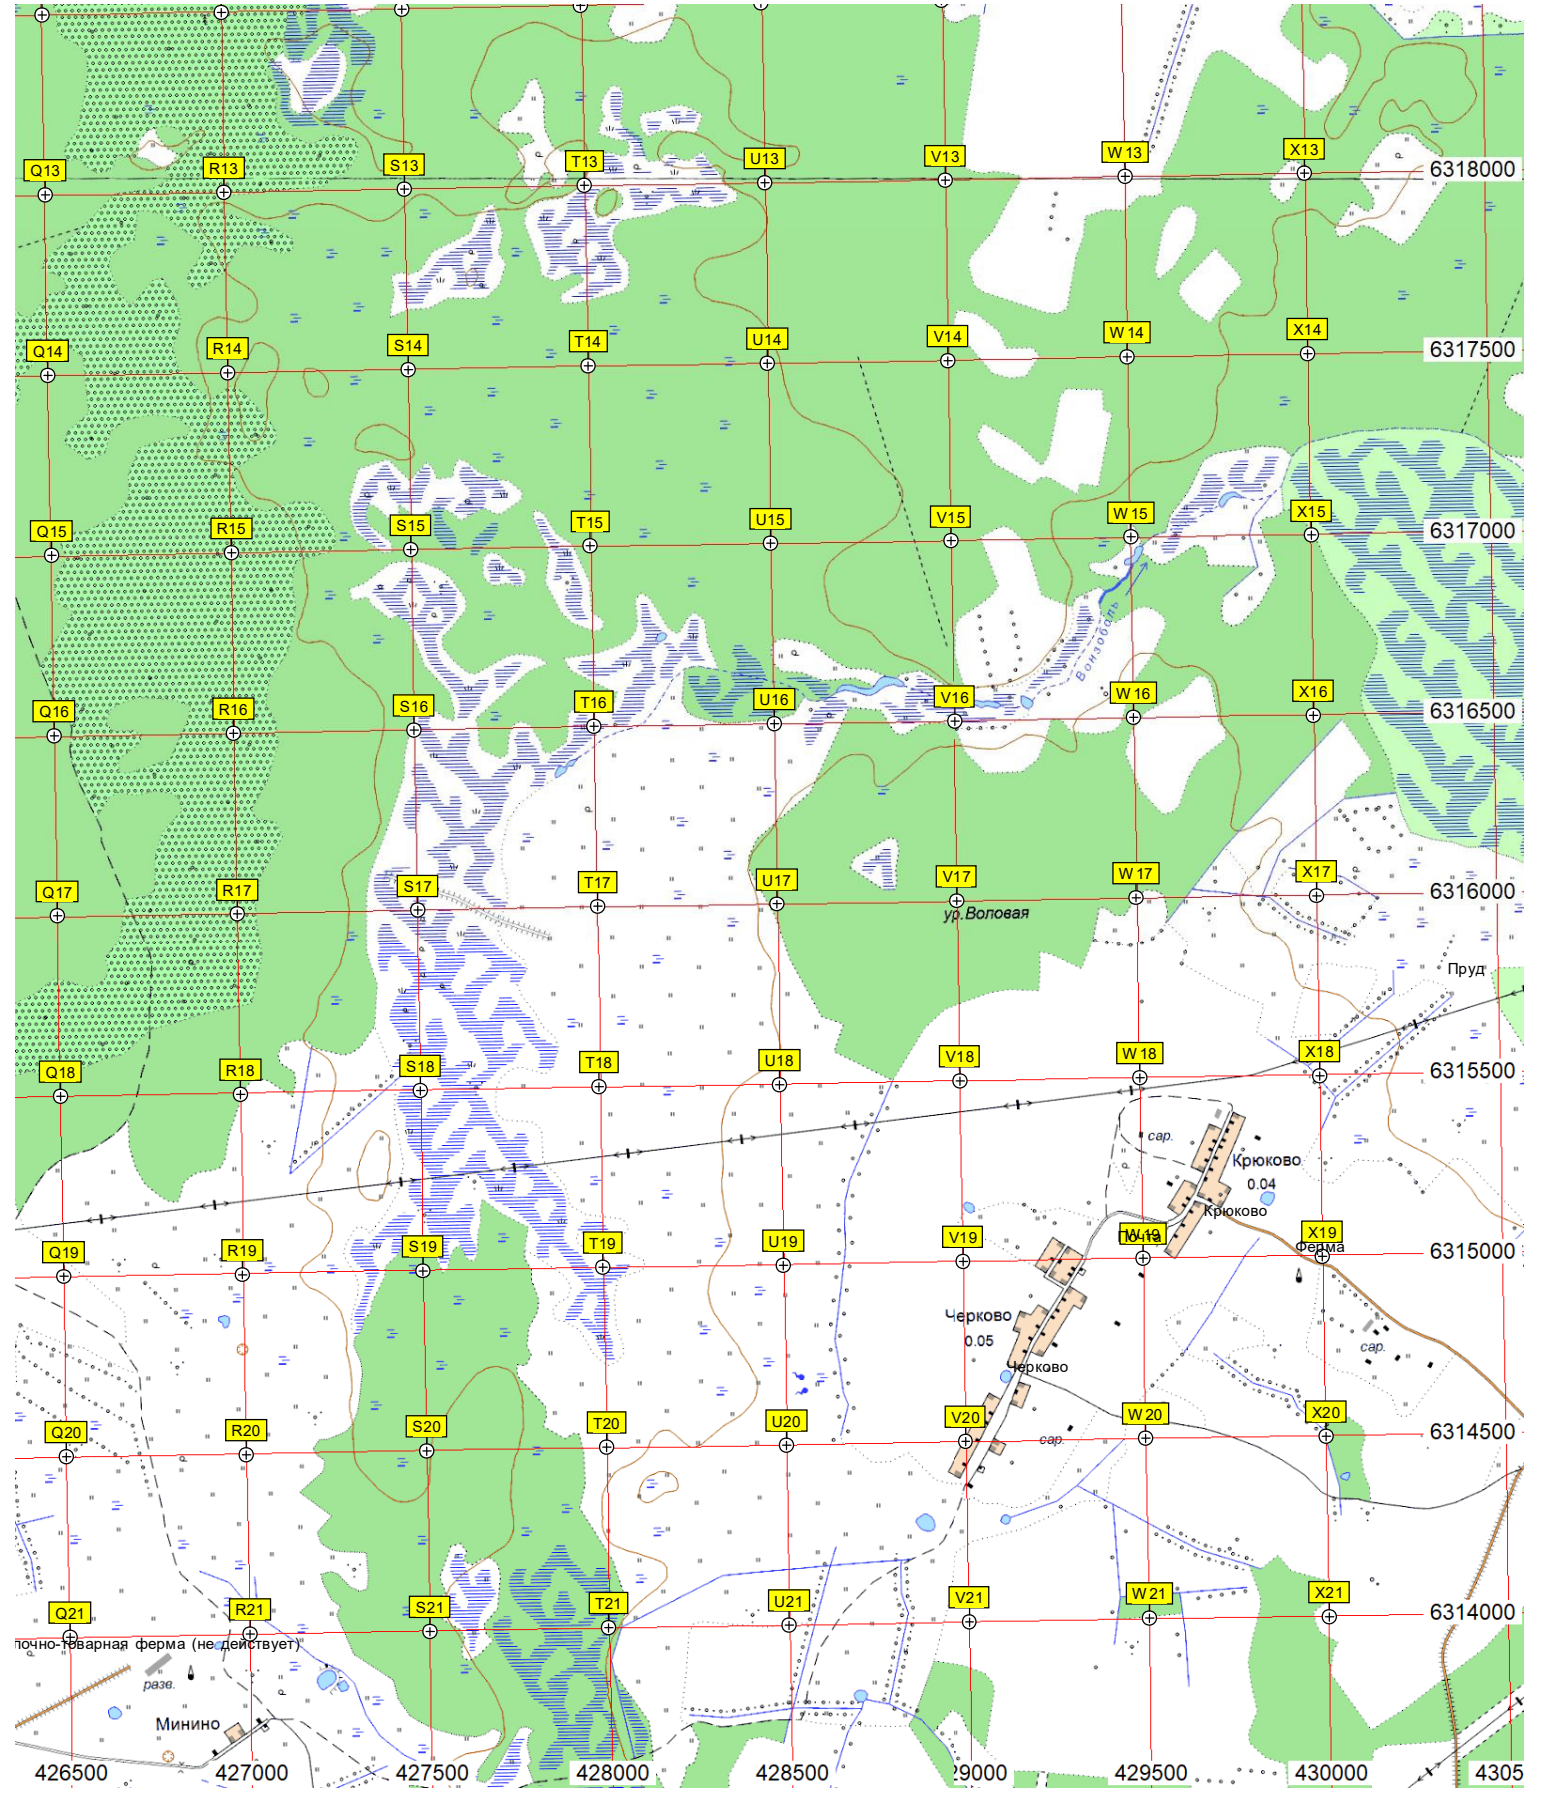 Q13 R13 S13 T13 U13 V13 W13 X13 6318000
Q14 R14 S14 T14 U14 V14 W14 X14 6317500
Q15 R15 S15 T15 U15 V15 W15 X15 6317000
Вонзоболь
Q16 R16 S16 T16 U16 V16 W16 X16 6316500
Q17 R17 S17 T17 U17 V17 W17 X17 6316000
ур.Воловая
Пруд
Q18 R18 S18 T18 U18 V18 W18 X18 6315500
сар.
Крюково
0.04
Крюково
Q19 R19 S19 T19 U19 V19 W19 X19 6315000
Почта
Ферма
Черково
0.05
сар.
Черково
Q20 R20 S20 T20 U20 V20 W20 X20 6314500
сар.
Q21 R21 S21 T21 U21 V21 W21 X21 6314000
почно-товарная ферма (не действует)
разв.
Минино
426500 427000 427500 428000 428500 29000 429500 430000 4305